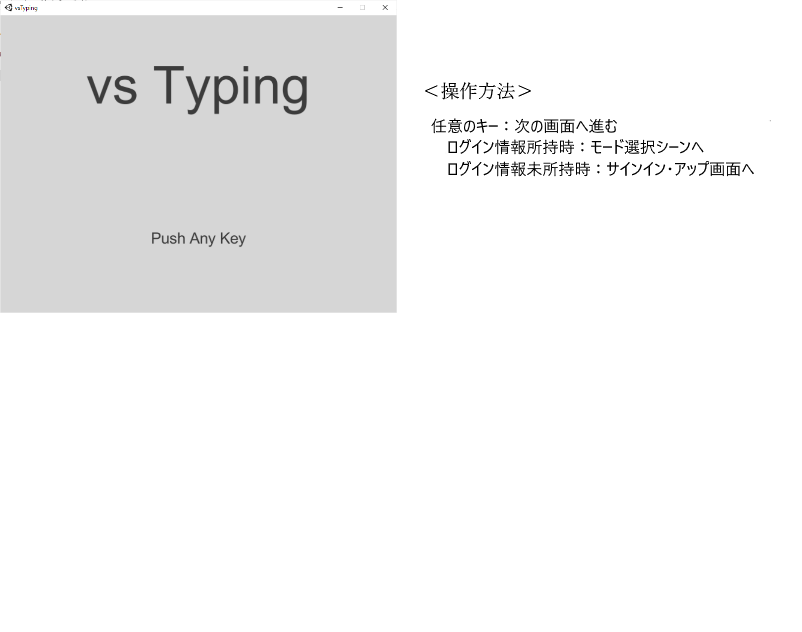 vsTyping
vs Typing
Push Any Key
＜操作方法＞
任意のキー：次の画面へ進む
ログイン情報所持時：モード選択シーンへ
ログイン情報未所持時：サインイン・アップ画面へ